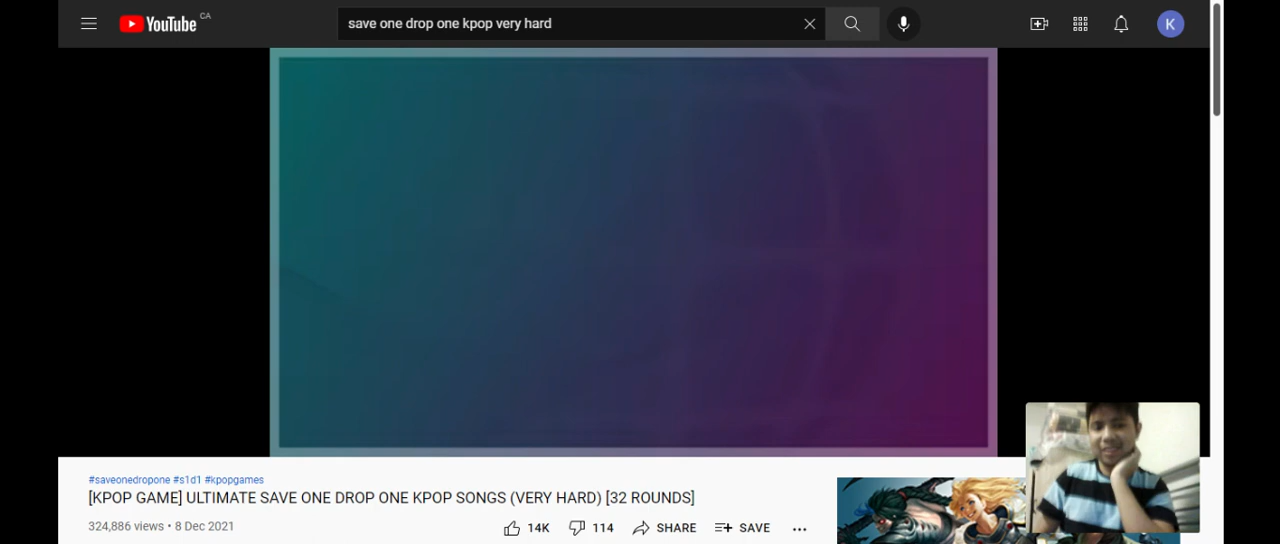 YouTube CA
save one drop one kpop very hard
K
#saveonedropone #s1d1 #kpopgames
[KPOP GAME] ULTIMATE SAVE ONE DROP ONE KPOP SONGS (VERY HARD) [32 ROUNDS]
324,886 views • 8 Dec 2021
14K 114 SHARE SAVE